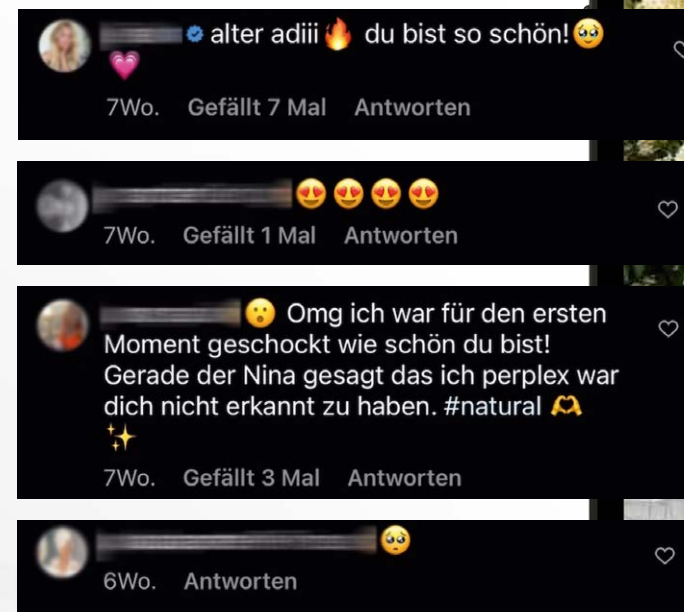 alter adiii🔥 du bist so schön!🥹
💗
7Wo. Gefällt 7 Mal Antworten
😍😍😍😍
7Wo. Gefällt 1 Mal Antworten
😮 Omg ich war für den ersten
Moment geschockt wie schön du bist!
Gerade der Nina gesagt das ich perplex war
dich nicht erkannt zu haben. #natural 🫶
✨
7Wo. Gefällt 3 Mal Antworten
🥺
6Wo. Antworten